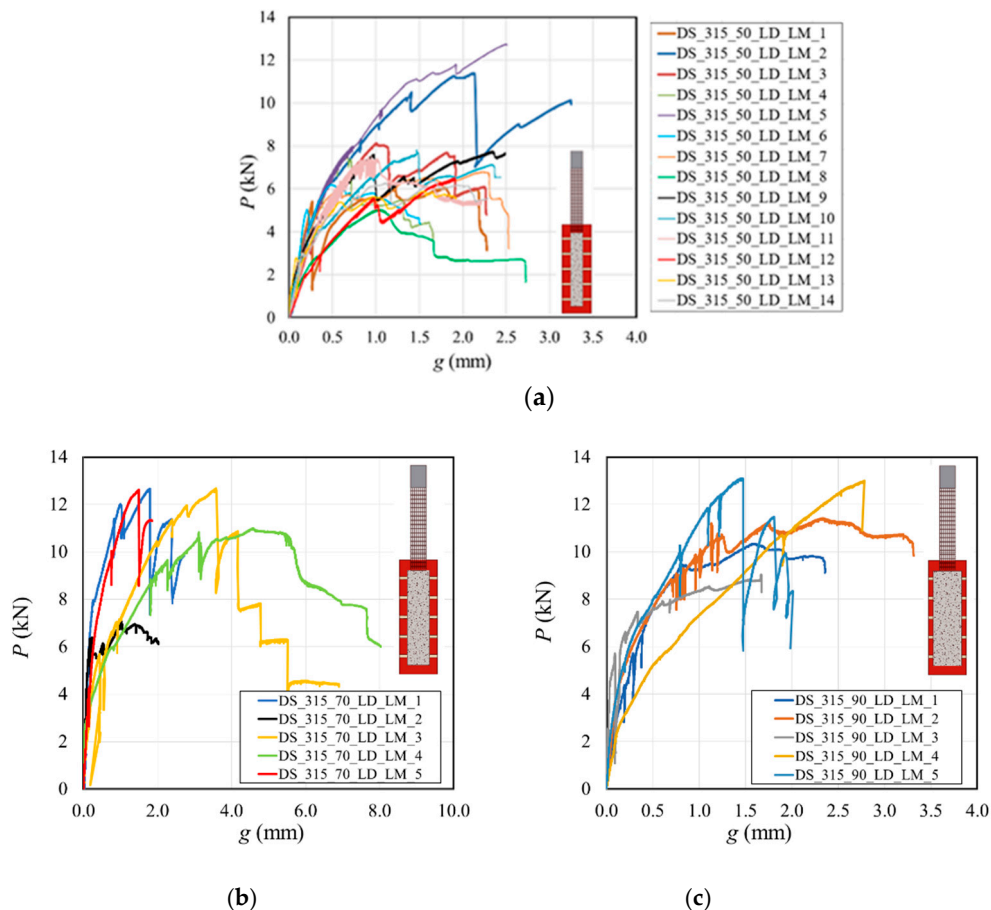 14
12
10
8
6
4
2
0
P (kN)
0.0 0.5 1.0 1.5 2.0 2.5 3.0 3.5 4.0
g (mm)
DS_315_50_LD_LM_1
DS_315_50_LD_LM_2
DS_315_50_LD_LM_3
DS_315_50_LD_LM_4
DS_315_50_LD_LM_5
DS_315_50_LD_LM_6
DS_315_50_LD_LM_7
DS_315_50_LD_LM_8
DS_315_50_LD_LM_9
DS_315_50_LD_LM_10
DS_315_50_LD_LM_11
DS_315_50_LD_LM_12
DS_315_50_LD_LM_13
DS_315_50_LD_LM_14
(a)
14
12
10
8
6
4
2
0
P (kN)
DS_315_70_LD_LM_1
DS_315_70_LD_LM_2
DS_315_70_LD_LM_3
DS_315_70_LD_LM_4
DS_315_70_LD_LM_5
0.0 2.0 4.0 6.0 8.0 10.0
g (mm)
(b)
14
12
10
8
6
4
2
0
P (kN)
DS_315_90_LD_LM_1
DS_315_90_LD_LM_2
DS_315_90_LD_LM_3
DS_315_90_LD_LM_4
DS_315_90_LD_LM_5
0.0 0.5 1.0 1.5 2.0 2.5 3.0 3.5 4.0
g (mm)
(c)